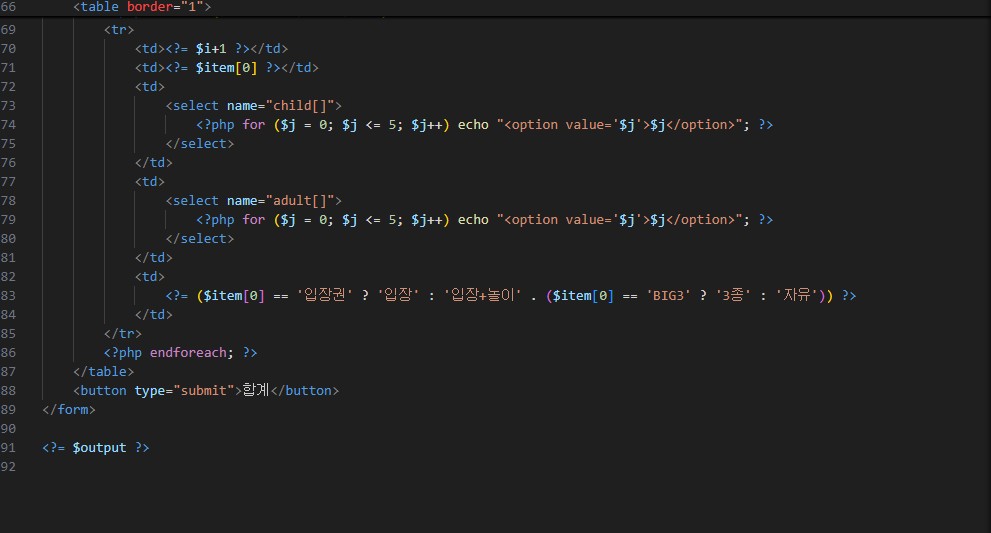 66 <table border="1">
69 <tr>
70 <td><?= $i+1 ?></td>
71 <td><?= $item[0] ?></td>
72 <td>
73 <select name="child[]">
74 <?php for ($j = 0; $j <= 5; $j++) echo "<option value='$j'>$j</option>"; ?>
75 </select>
76 </td>
77 <td>
78 <select name="adult[]">
79 <?php for ($j = 0; $j <= 5; $j++) echo "<option value='$j'>$j</option>"; ?>
80 </select>
81 </td>
82 <td>
83 <?= ($item[0] == '입장권' ? '입장' : '입장+놀이' . ($item[0] == 'BIG3' ? '3종' : '자유')) ?>
84 </td>
85 </tr>
86 <?php endforeach; ?>
87 </table>
88 <button type="submit">합계</button>
89 </form>
90
91 <?= $output ?>
92